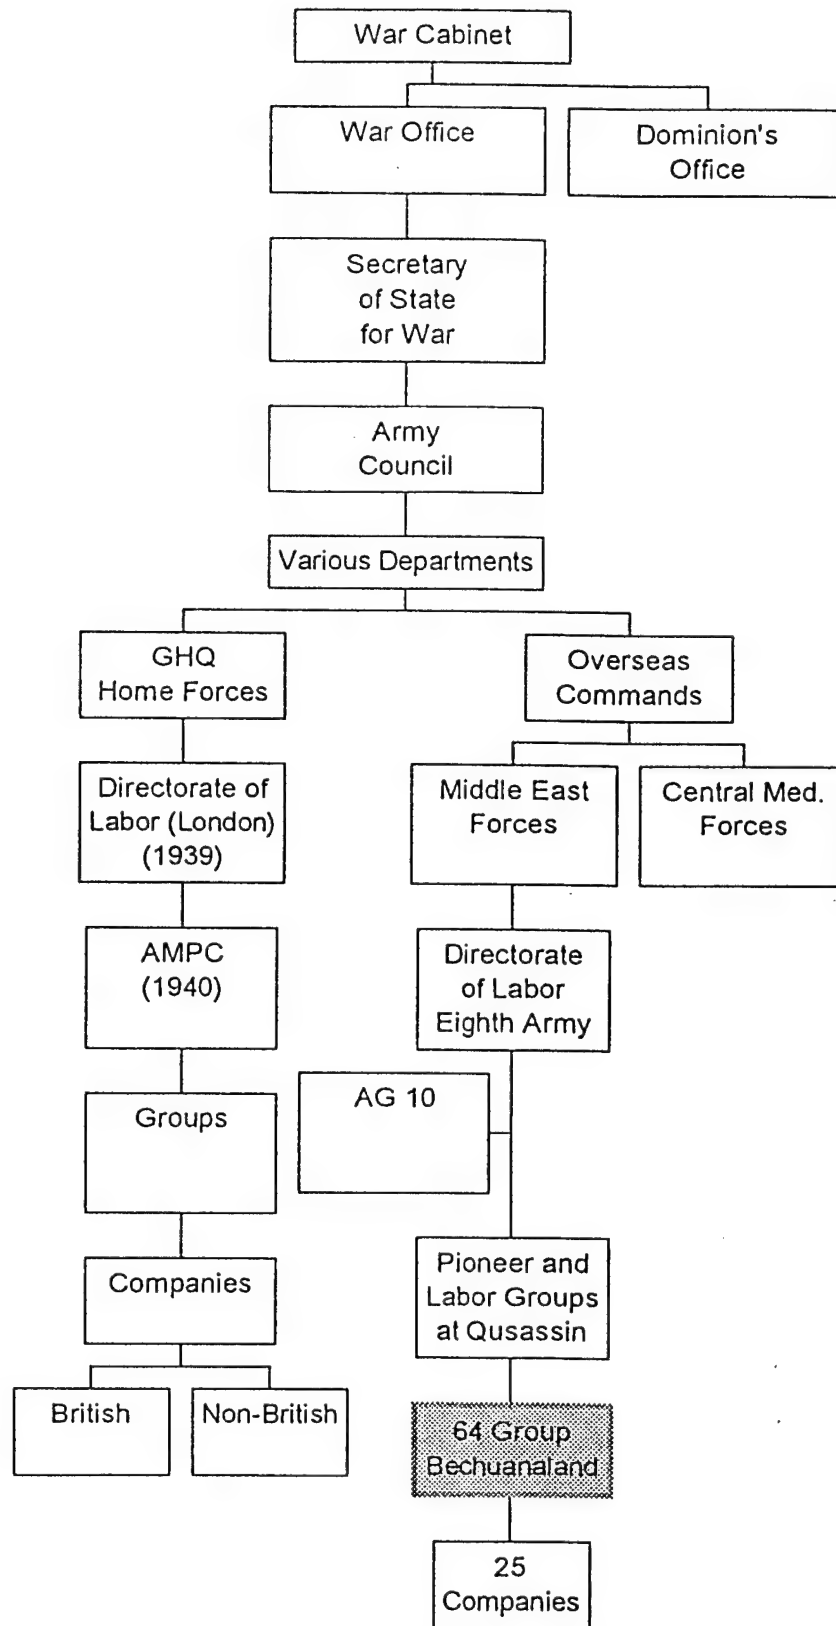 War Cabinet
War Office
Dominion's
Office
Secretary
of State
for War
Army
Council
Various Departments
GHQ
Home Forces
Overseas
Commands
Directorate of
Labor (London)
(1939)
Middle East
Forces
Central Med.
Forces
AMPC
(1940)
Directorate
of Labor
Eighth Army
Groups
AG 10
Companies
Pioneer and
Labor Groups
at Qusassin
British
Non-British
64 Group
Bechuanaland
25
Companies